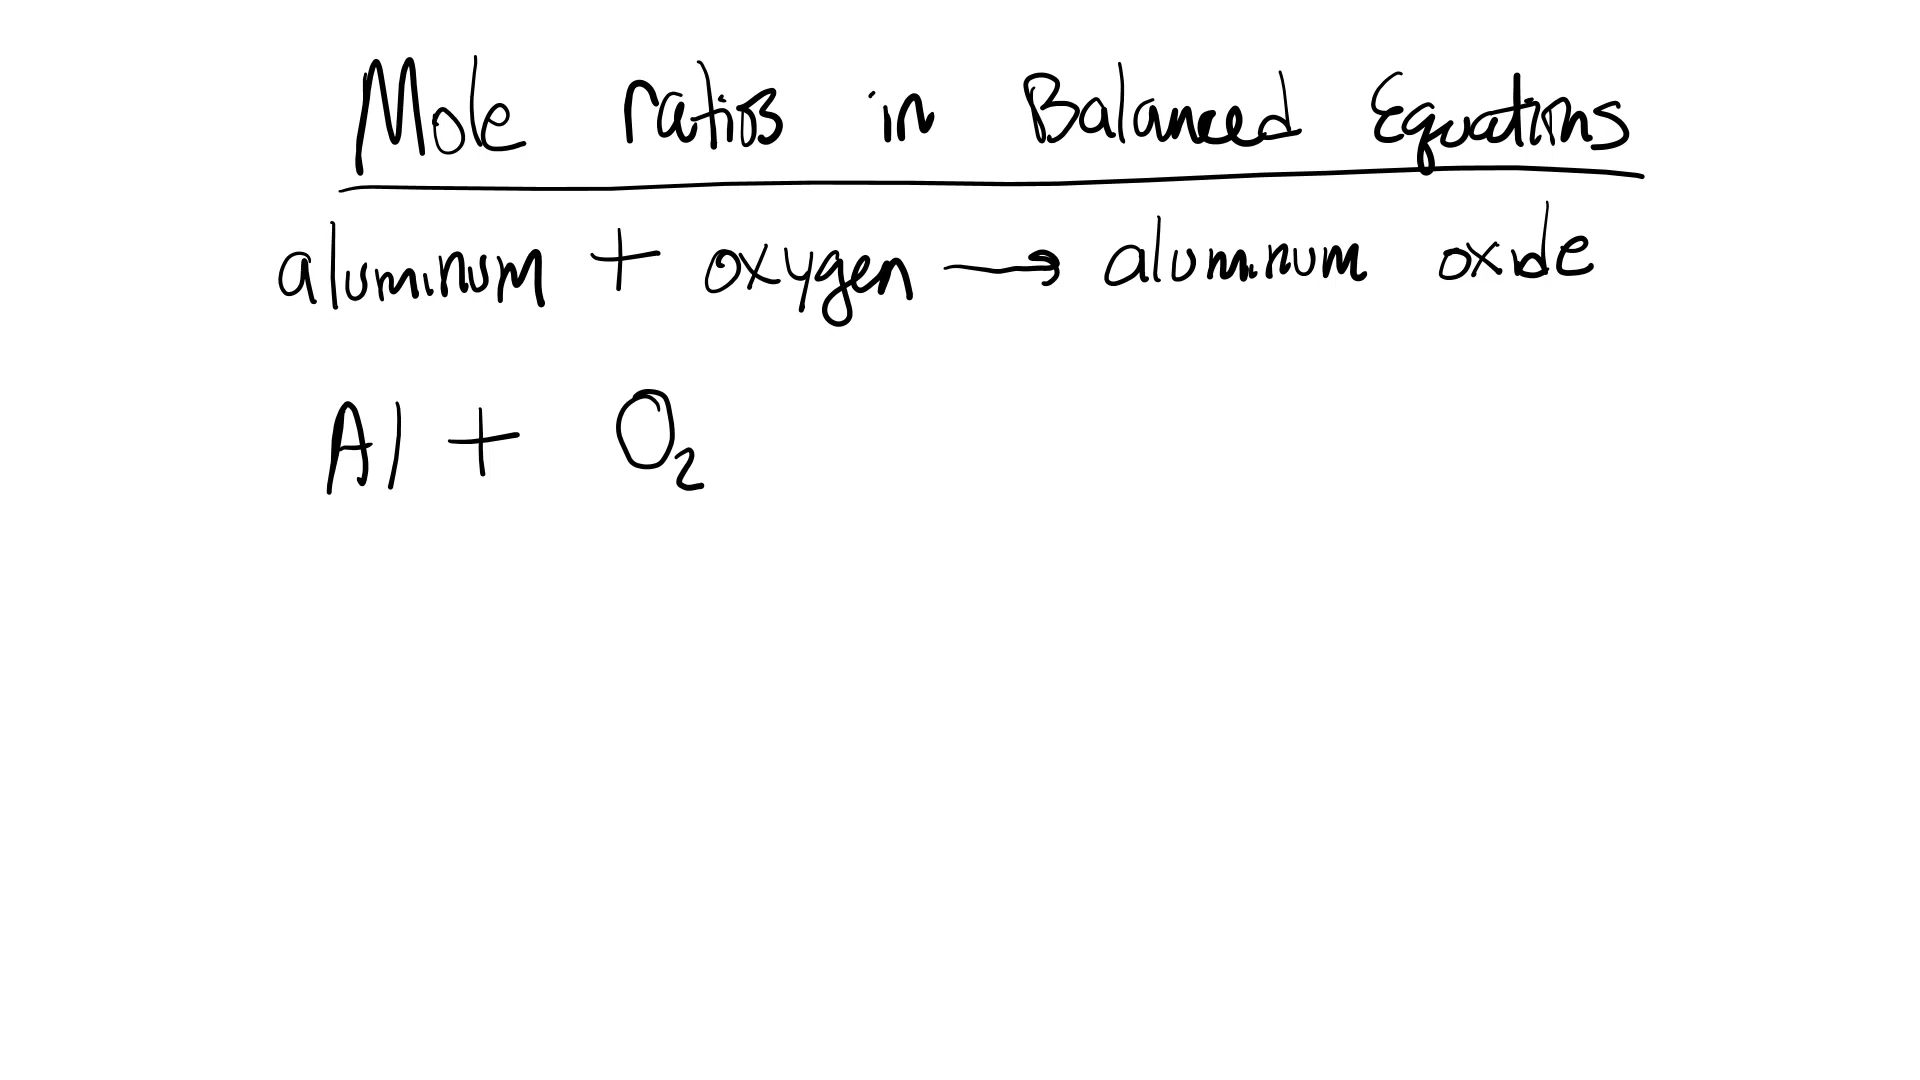 Mole ratios in Balanced Equations
aluminum + oxygen → aluminum oxide
Al + O₂